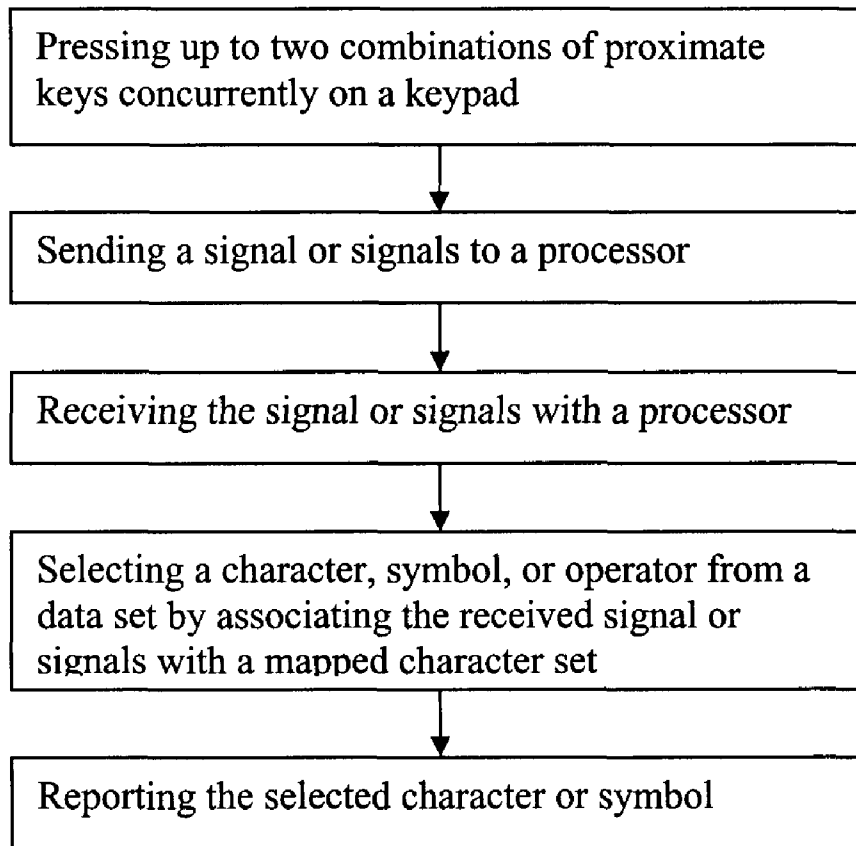 Pressing up to two combinations of proximate
keys concurrently on a keypad
Sending a signal or signals to a processor
Receiving the signal or signals with a processor
Selecting a character, symbol, or operator from a
data set by associating the received signal or
signals with a mapped character set
Reporting the selected character or symbol